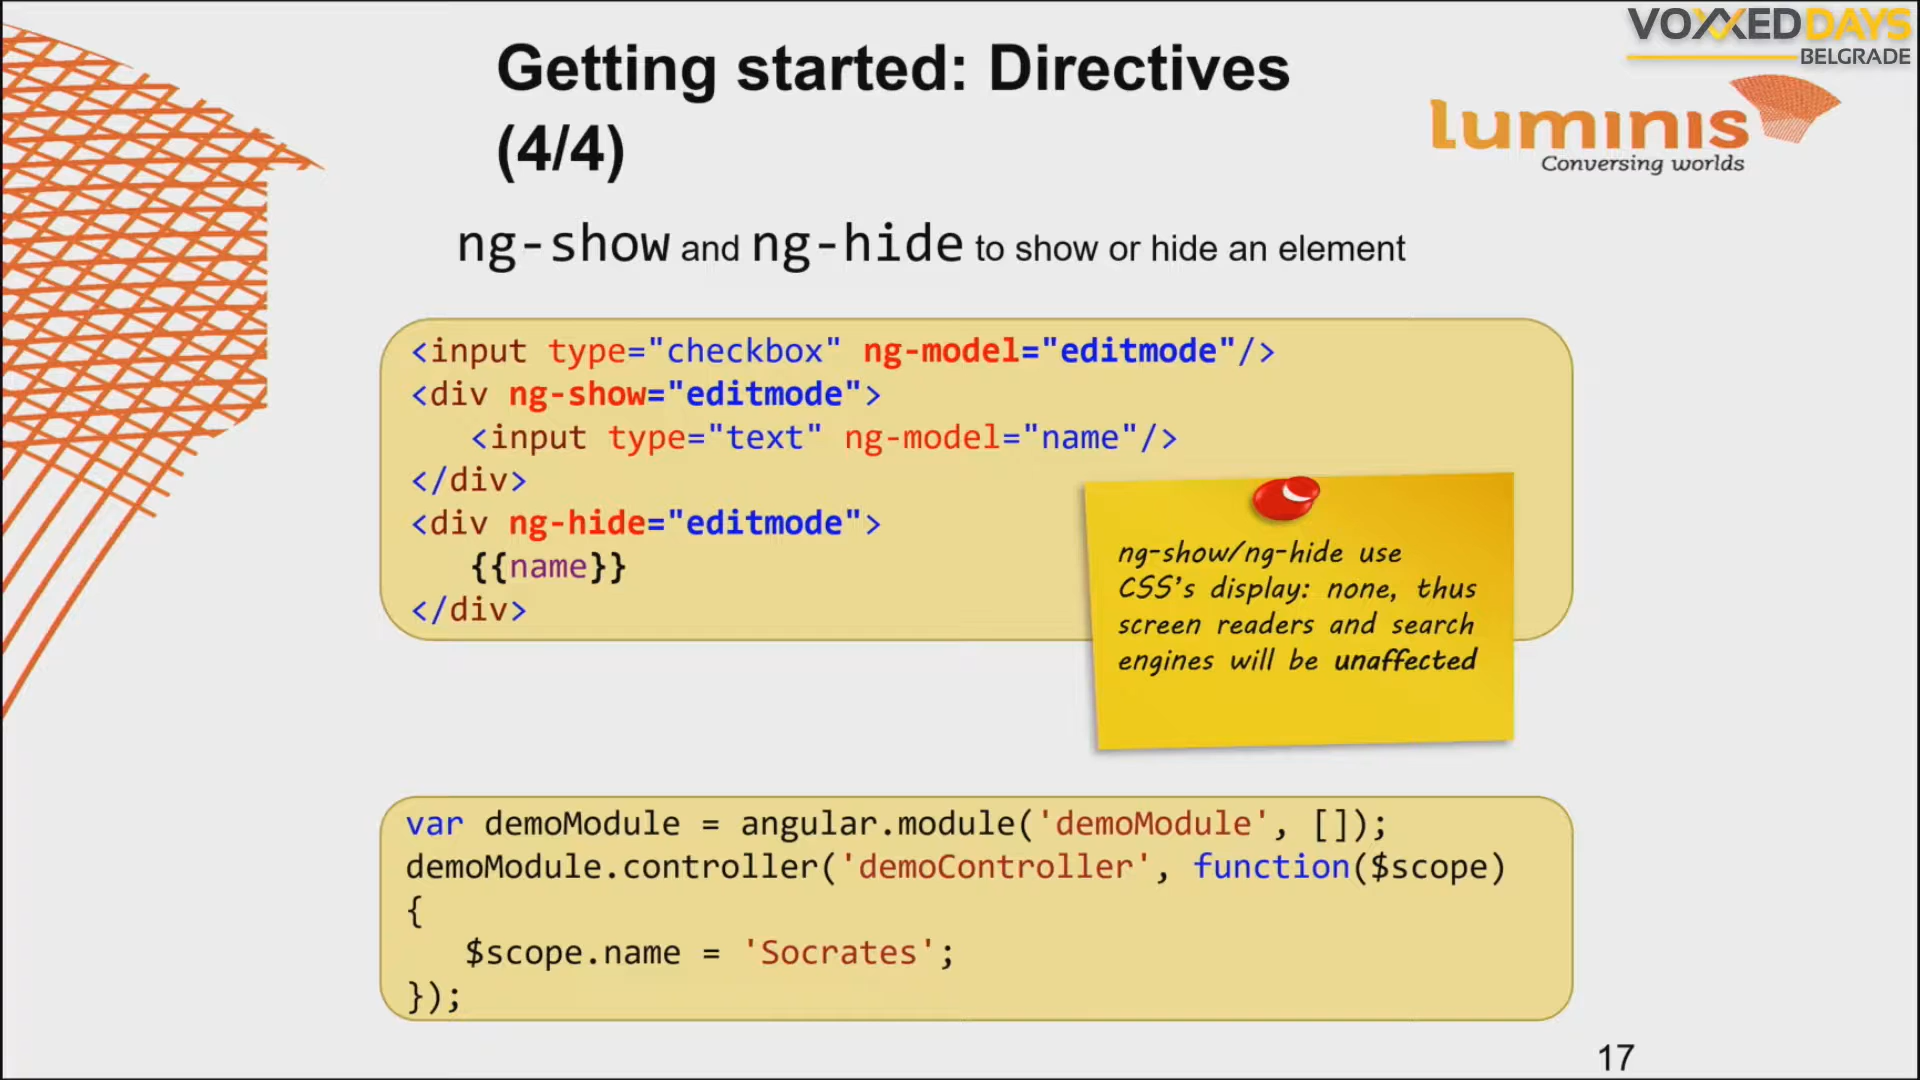 VOXXED DAYS
BELGRADE
Getting started: Directives
(4/4)
luminis
Conversing worlds
ng-show and ng-hide to show or hide an element
<input type="checkbox" ng-model="editmode"/>
<div ng-show="editmode">
<input type="text" ng-model="name"/>
</div>
<div ng-hide="editmode">
{{name}}
</div>
ng-show/ng-hide use
CSS's display: none, thus
screen readers and search
engines will be unaffected
var demoModule = angular.module('demoModule', []);
demoModule.controller('demoController', function($scope)
{
$scope.name = 'Socrates';
});
17